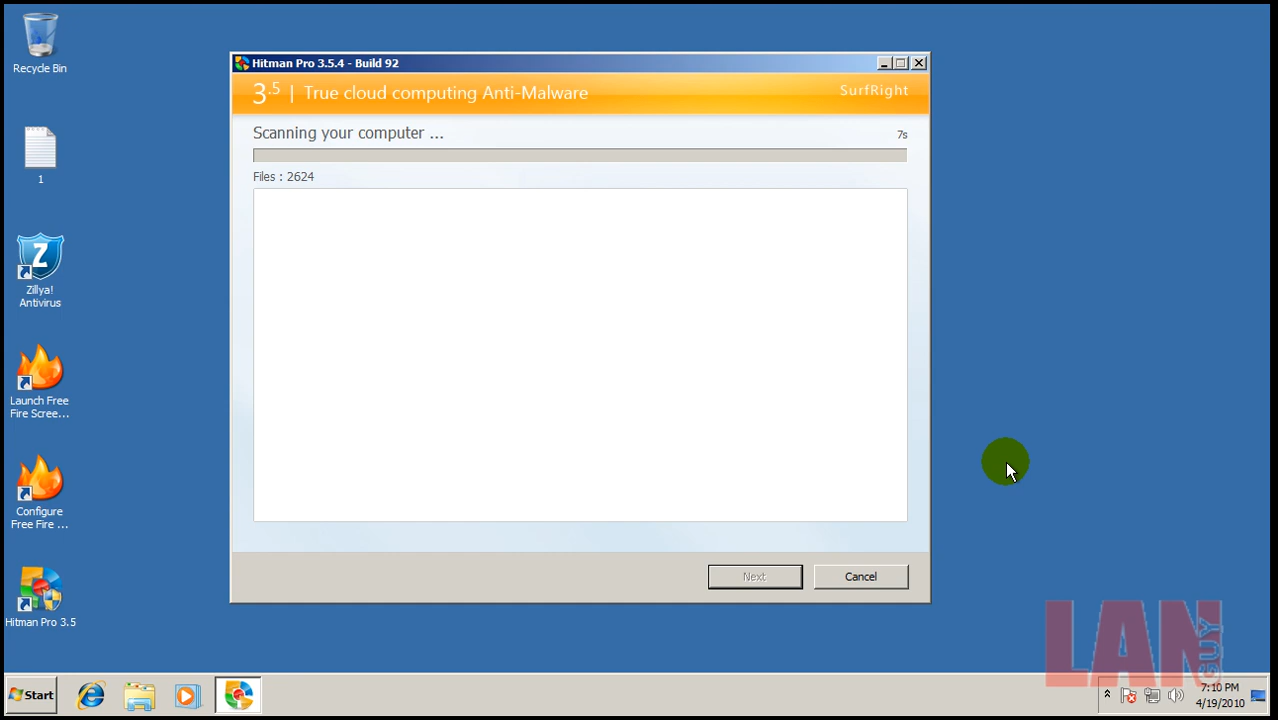 Recycle Bin
1
Zillya!
Antivirus
Launch Free
Fire Scree...
Configure
Free Fire ...
Hitman Pro 3.5
Hitman Pro 3.5.4 - Build 92
3.5 | True cloud computing Anti-Malware
SurfRight
Scanning your computer ...
7s
Files : 2624
Next
Cancel
LAN GUY
Start
7:10 PM
4/19/2010